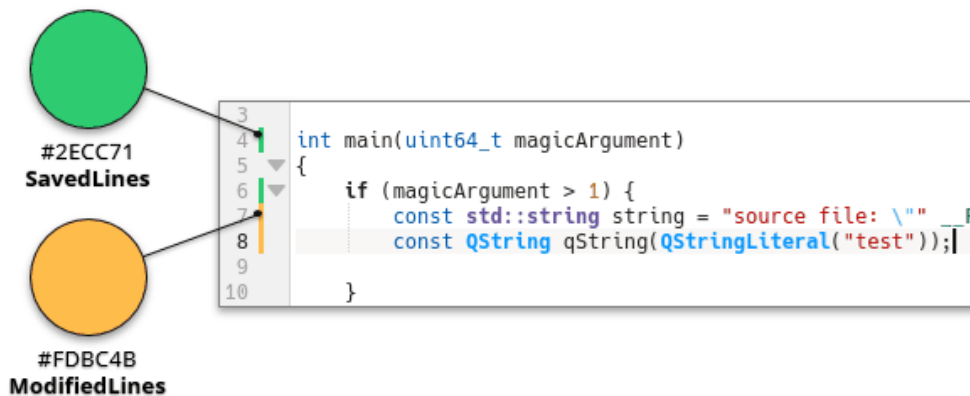 #2ECC71
SavedLines
#FDBC4B
ModifiedLines
3
4 int main(uint64_t magicArgument)
5 {
6 if (magicArgument > 1) {
7 const std::string string = "source file: \"" __F
8 const QString qString(QStringLiteral("test"));
9
10 }